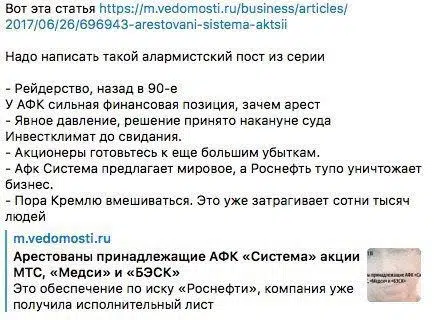 Вот эта статья https://m.vedomosti.ru/business/articles/
2017/06/26/696943-arestovani-sistema-aktsii
Надо написать такой алармистский пост из серии
- Рейдерство, назад в 90-е
У АФК сильная финансовая позиция, зачем арест
- Явное давление, решение принято накануне суда
Инвестклимат до свидания.
- Акционеры готовьтесь к еще большим убыткам.
- Афк Система предлагает мировое, а Роснефть тупо уничтожает
бизнес.
- Пора Кремлю вмешиваться. Это уже затрагивает сотни тысяч
людей
m.vedomosti.ru
Арестованы принадлежащие АФК «Система» акции
МТС, «Медси» и «БЭСК»
Это обеспечение по иску «Роснефти», компания уже
получила исполнительный лист